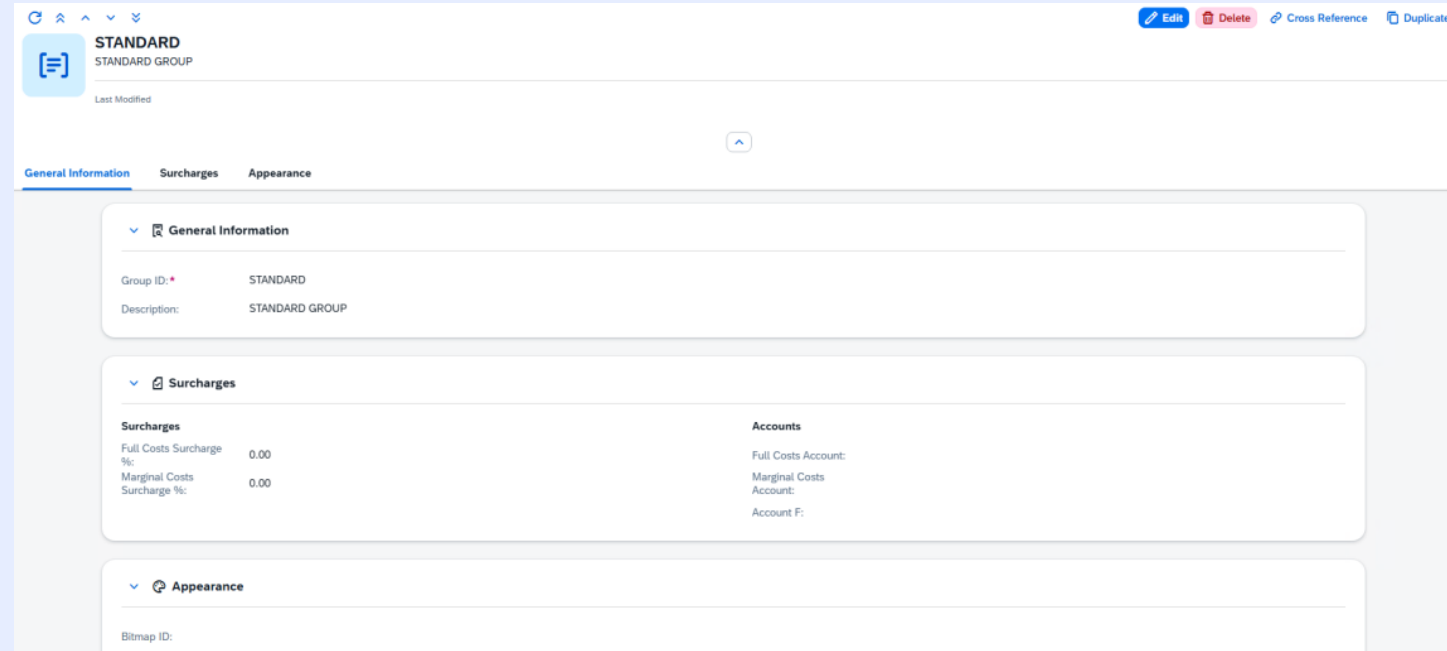 Edit Delete Cross Reference Duplicate
STANDARD
STANDARD GROUP
Last Modified
General Information Surcharges Appearance
General Information
Group ID:* STANDARD
Description: STANDARD GROUP
Surcharges
Surcharges
Full Costs Surcharge
%: 0.00
Marginal Costs
Surcharge %: 0.00
Accounts
Full Costs Account:
Marginal Costs
Account:
Account F:
Appearance
Bitmap ID: